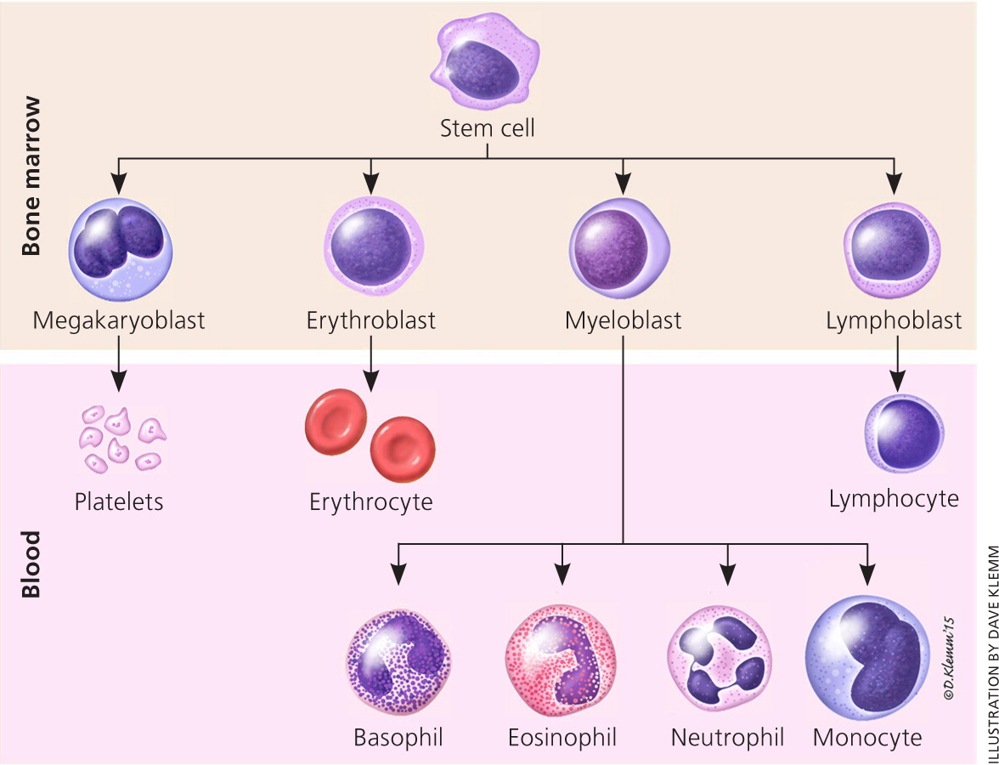 Bone marrow
Stem cell
Megakaryoblast
Erythroblast
Myeloblast
Lymphoblast
Blood
Platelets
Erythrocyte
Lymphocyte
Basophil
Eosinophil
Neutrophil
Monocyte
©D.Klemm'15
ILLUSTRATION BY DAVE KLEMM